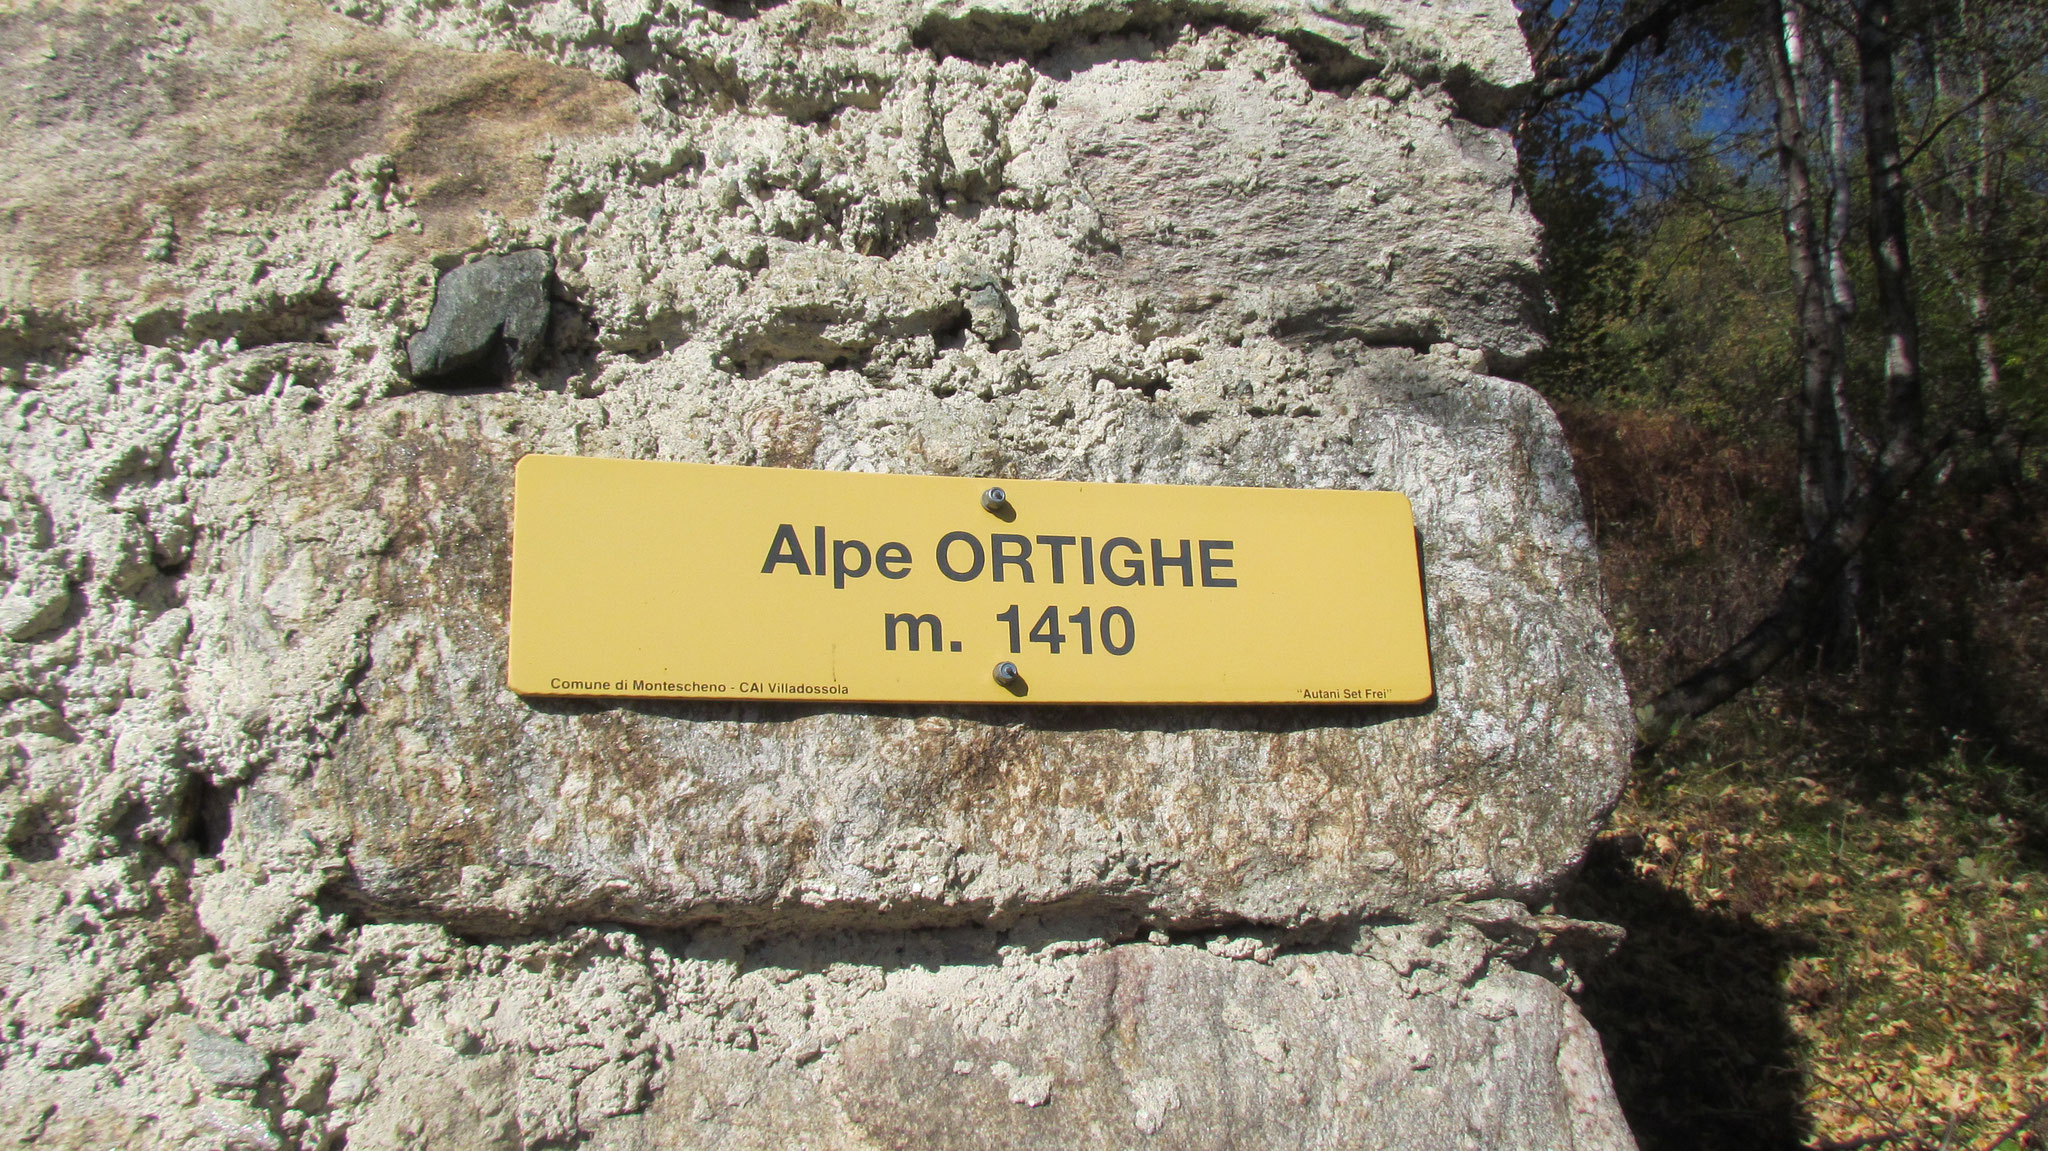 Alpe ORTIGHE
m. 1410
Comune di Montescheno - CAI Villadossola
"Autani Set Frei"